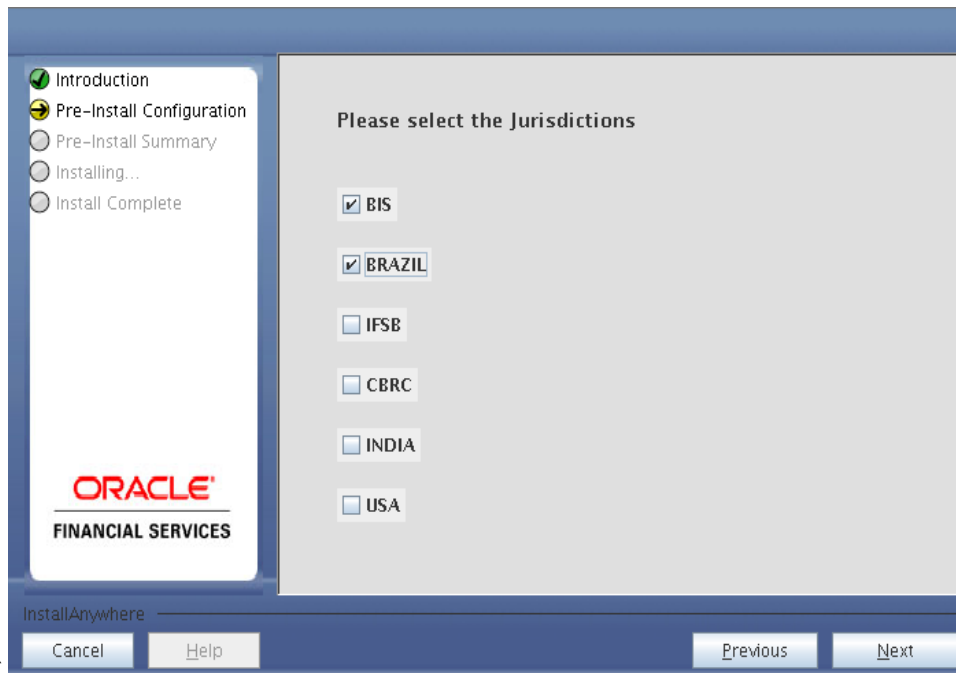 Introduction
Pre-Install Configuration
Pre-Install Summary
Installing...
Install Complete
ORACLE®
FINANCIAL SERVICES
Please select the Jurisdictions
BIS
BRAZIL
IFSB
CBRC
INDIA
USA
InstallAnywhere
Cancel
Help
Previous
Next